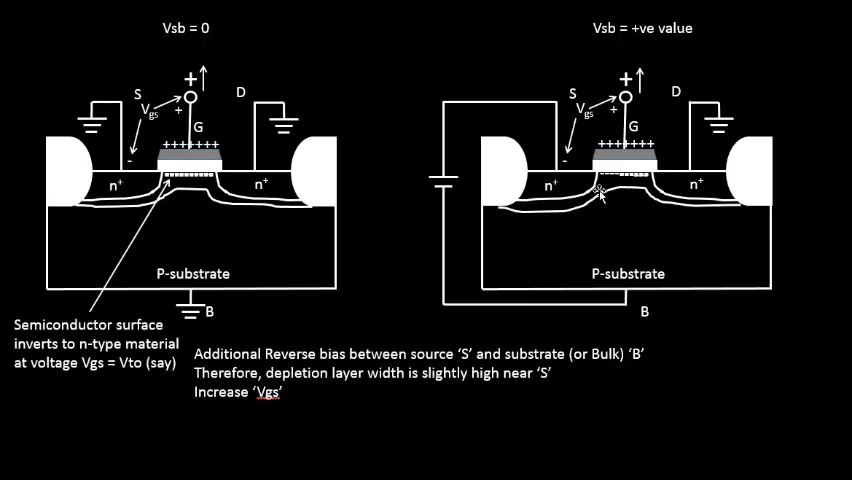 Vsb = 0
Vsb = +ve value
+
S
Vgs
+
D
G
+++++++
-
n+
n+
P-substrate
B
+
S
Vgs
+
D
G
+++++++
-
n+
n+
P-substrate
B
Semiconductor surface
inverts to n-type material
at voltage Vgs = Vto (say)
Additional Reverse bias between source ‘S’ and substrate (or Bulk) ‘B’
Therefore, depletion layer width is slightly high near ‘S’
Increase ‘Vgs’